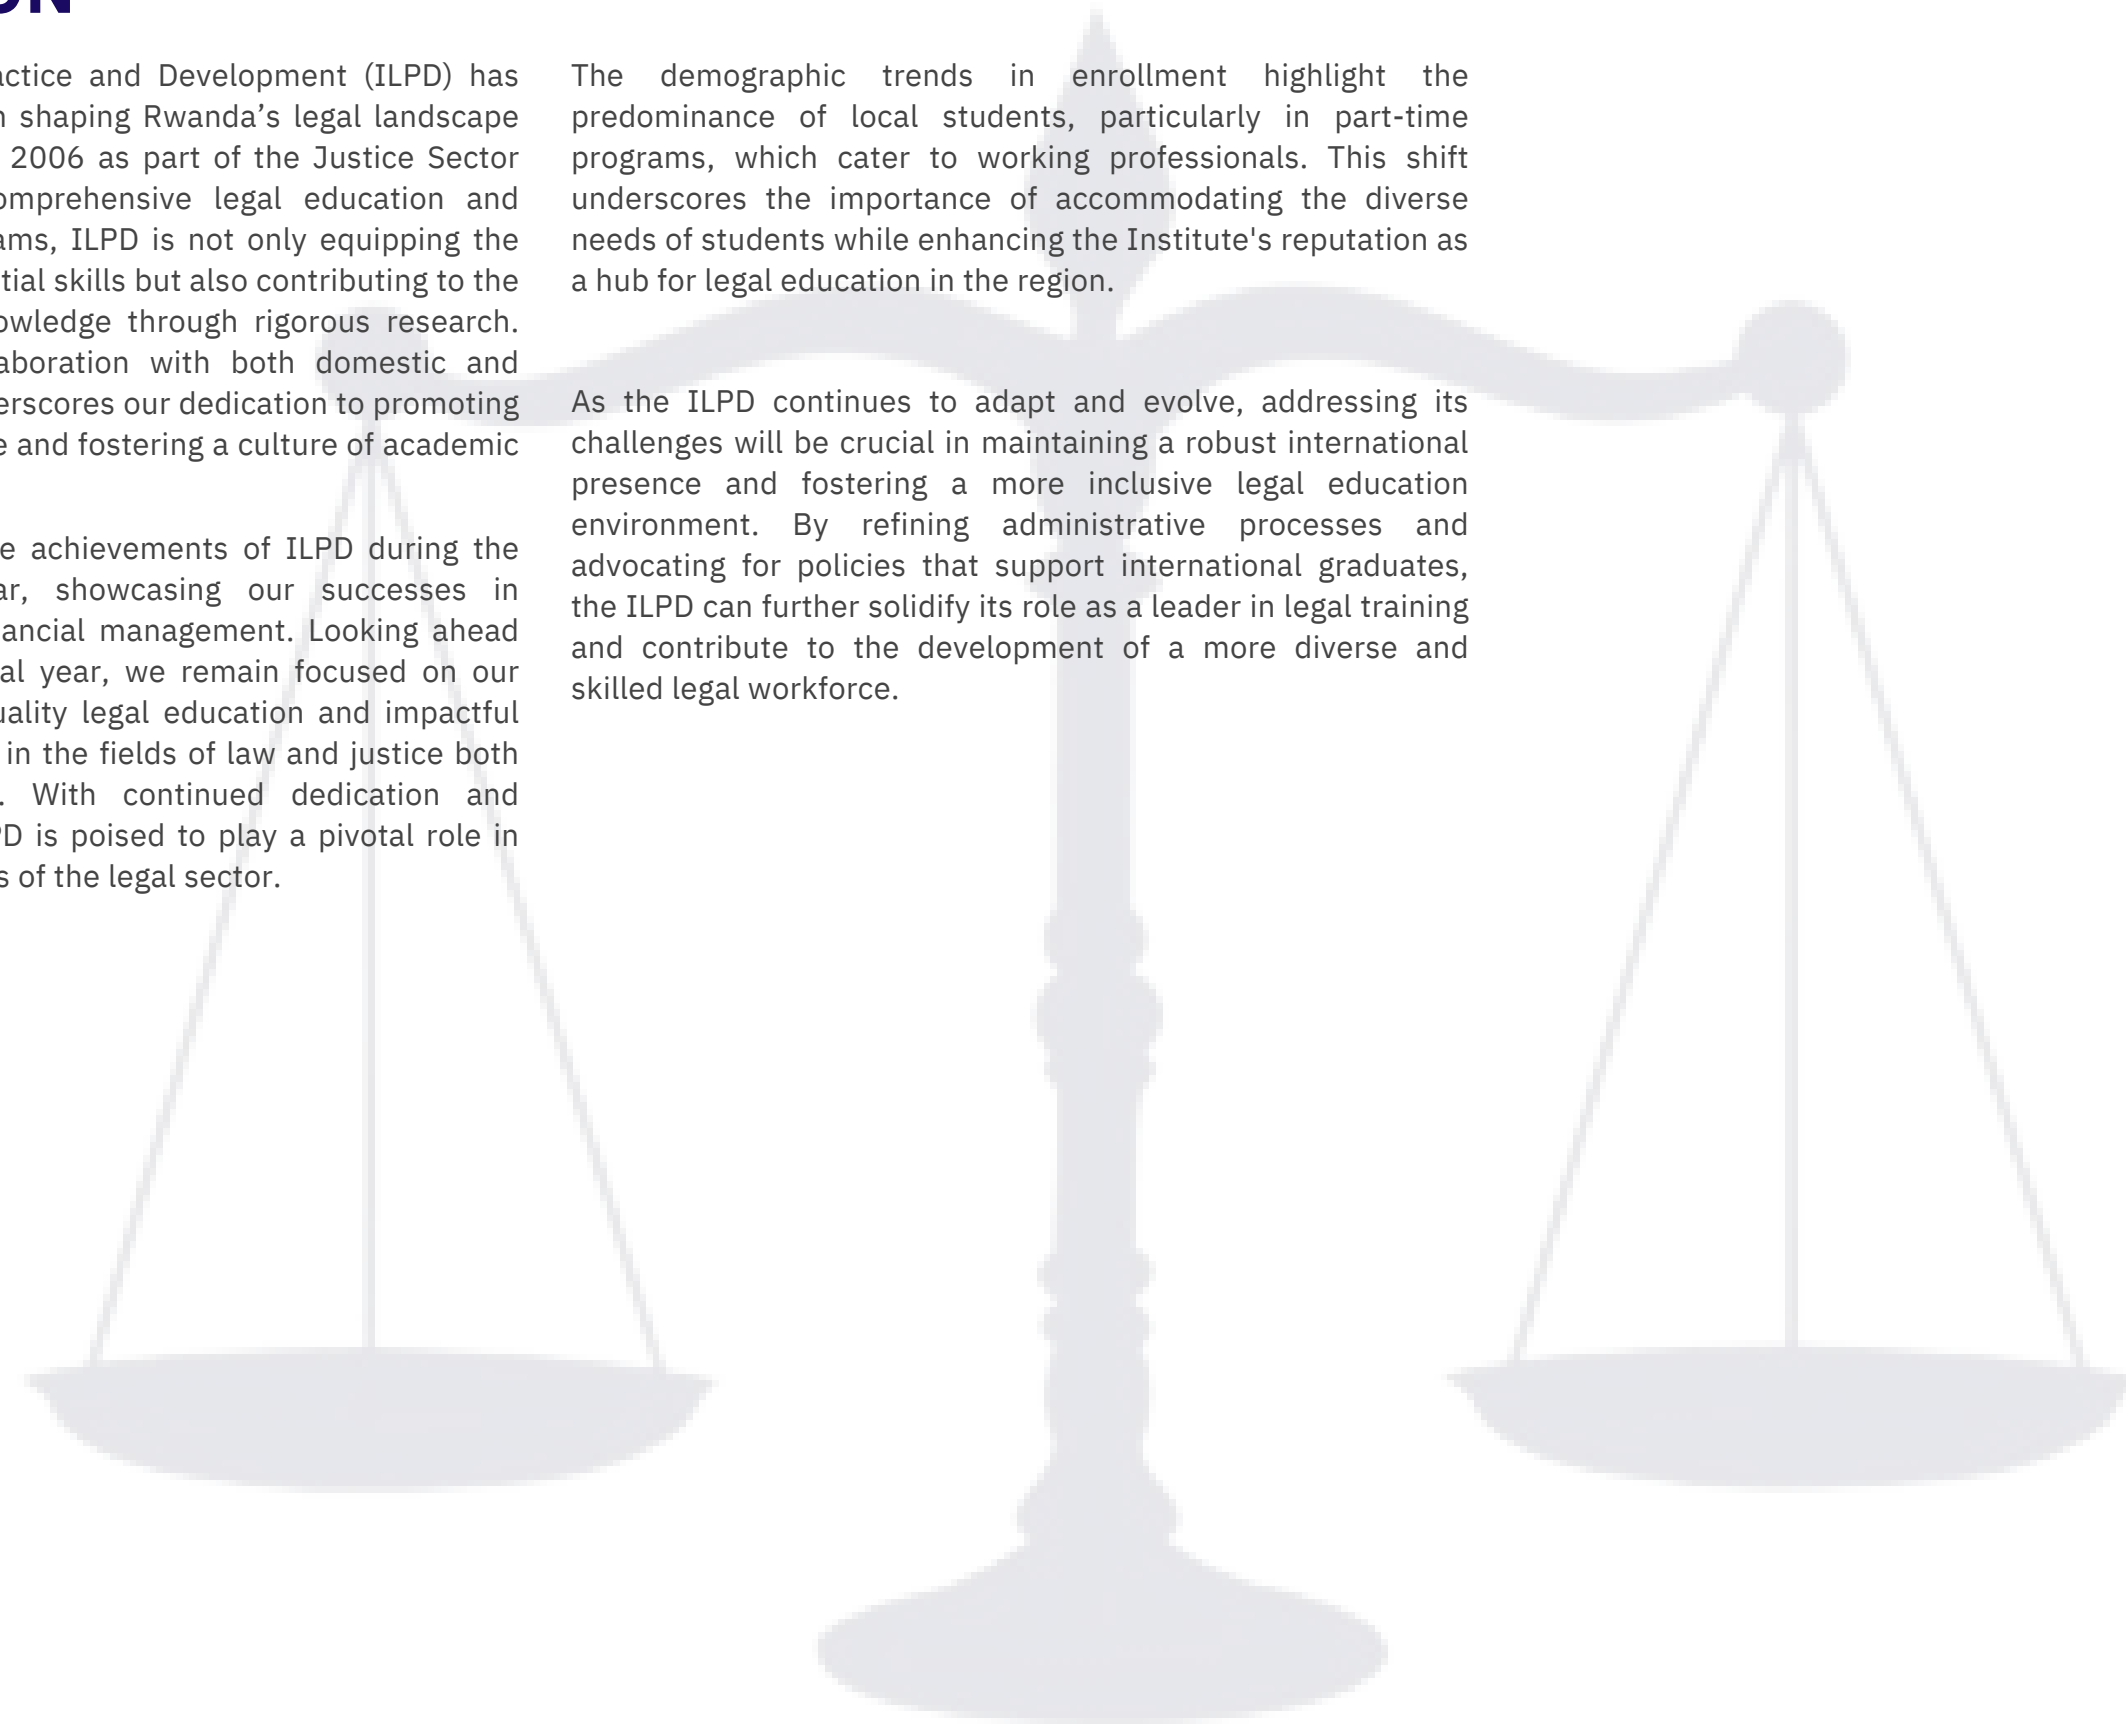 ON
actice and Development (ILPD) has
n shaping Rwanda’s legal landscape
2006 as part of the Justice Sector
omprehensive legal education and
ams, ILPD is not only equipping the
tial skills but also contributing to the
owledge through rigorous research.
aboration with both domestic and
erscores our dedication to promoting
e and fostering a culture of academic
e achievements of ILPD during the
ar, showcasing our successes in
ancial management. Looking ahead
al year, we remain focused on our
uality legal education and impactful
in the fields of law and justice both
. With continued dedication and
PD is poised to play a pivotal role in
s of the legal sector.
The demographic trends in enrollment highlight the
predominance of local students, particularly in part-time
programs, which cater to working professionals. This shift
underscores the importance of accommodating the diverse
needs of students while enhancing the Institute's reputation as
a hub for legal education in the region.
As the ILPD continues to adapt and evolve, addressing its
challenges will be crucial in maintaining a robust international
presence and fostering a more inclusive legal education
environment. By refining administrative processes and
advocating for policies that support international graduates,
the ILPD can further solidify its role as a leader in legal training
and contribute to the development of a more diverse and
skilled legal workforce.